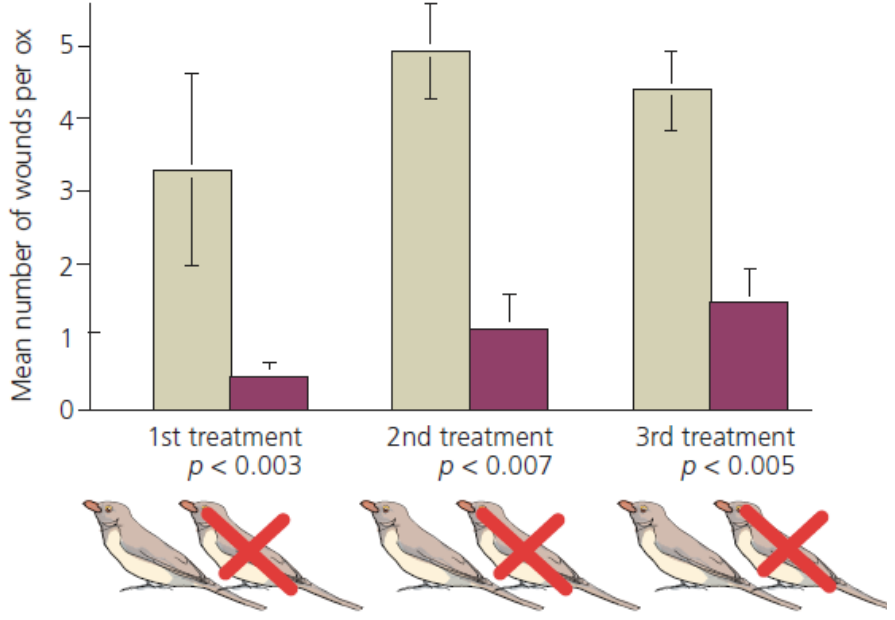 Mean number of wounds per ox
5
4
3
2
1
0
1st treatment
p < 0.003
2nd treatment
p < 0.007
3rd treatment
p < 0.005